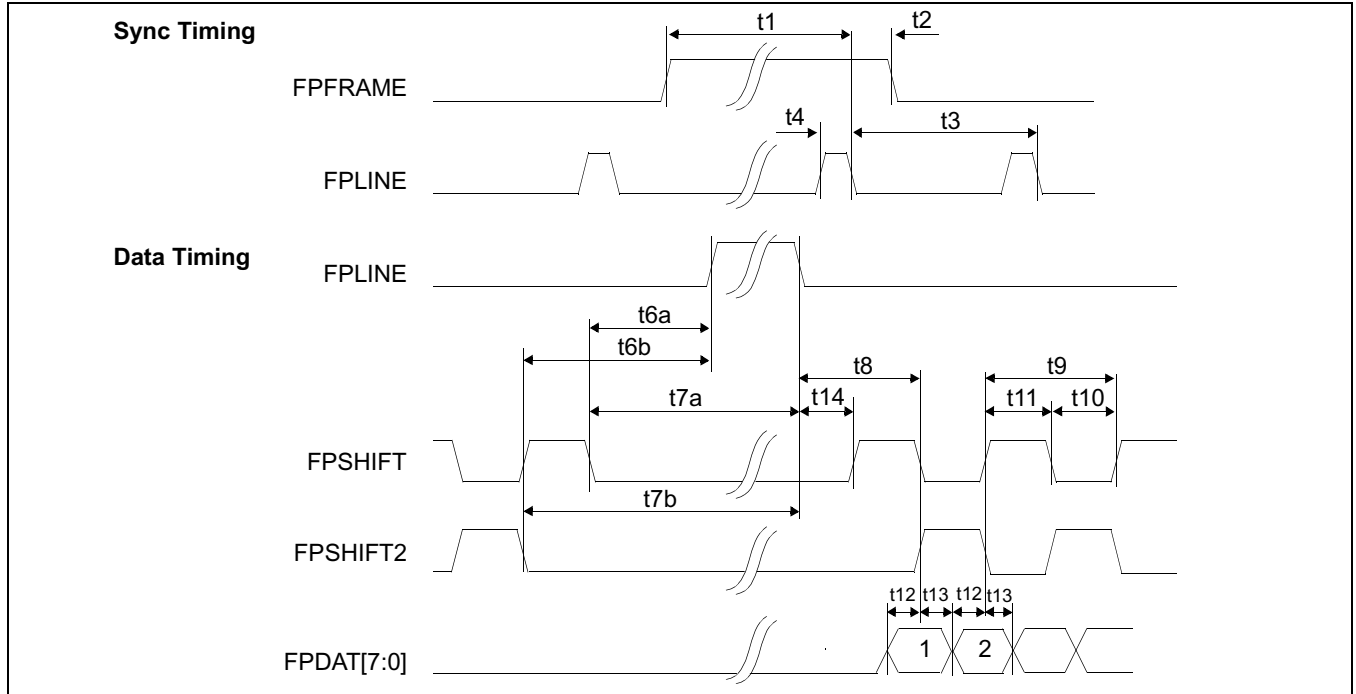 Sync Timing
t1
t2
FPFRAME
t4
t3
FPLINE
Data Timing
FPLINE
t6a
t6b
t8
t9
t7a
t14
t11
t10
FPSHIFT
t7b
FPSHIFT2
t12 t13 t12 t13
1 2
FPDAT[7:0]